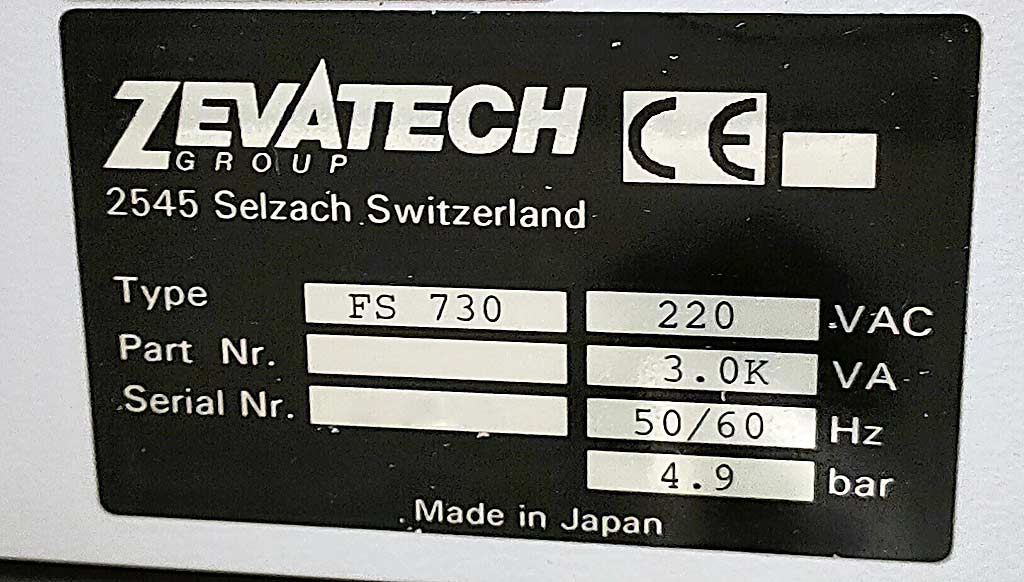 ZEVATECH CE
GROUP
2545 Selzach Switzerland
Type FS 730 220 VAC
Part Nr. 3.0K VA
Serial Nr. 50/60 Hz
4.9 bar
Made in Japan